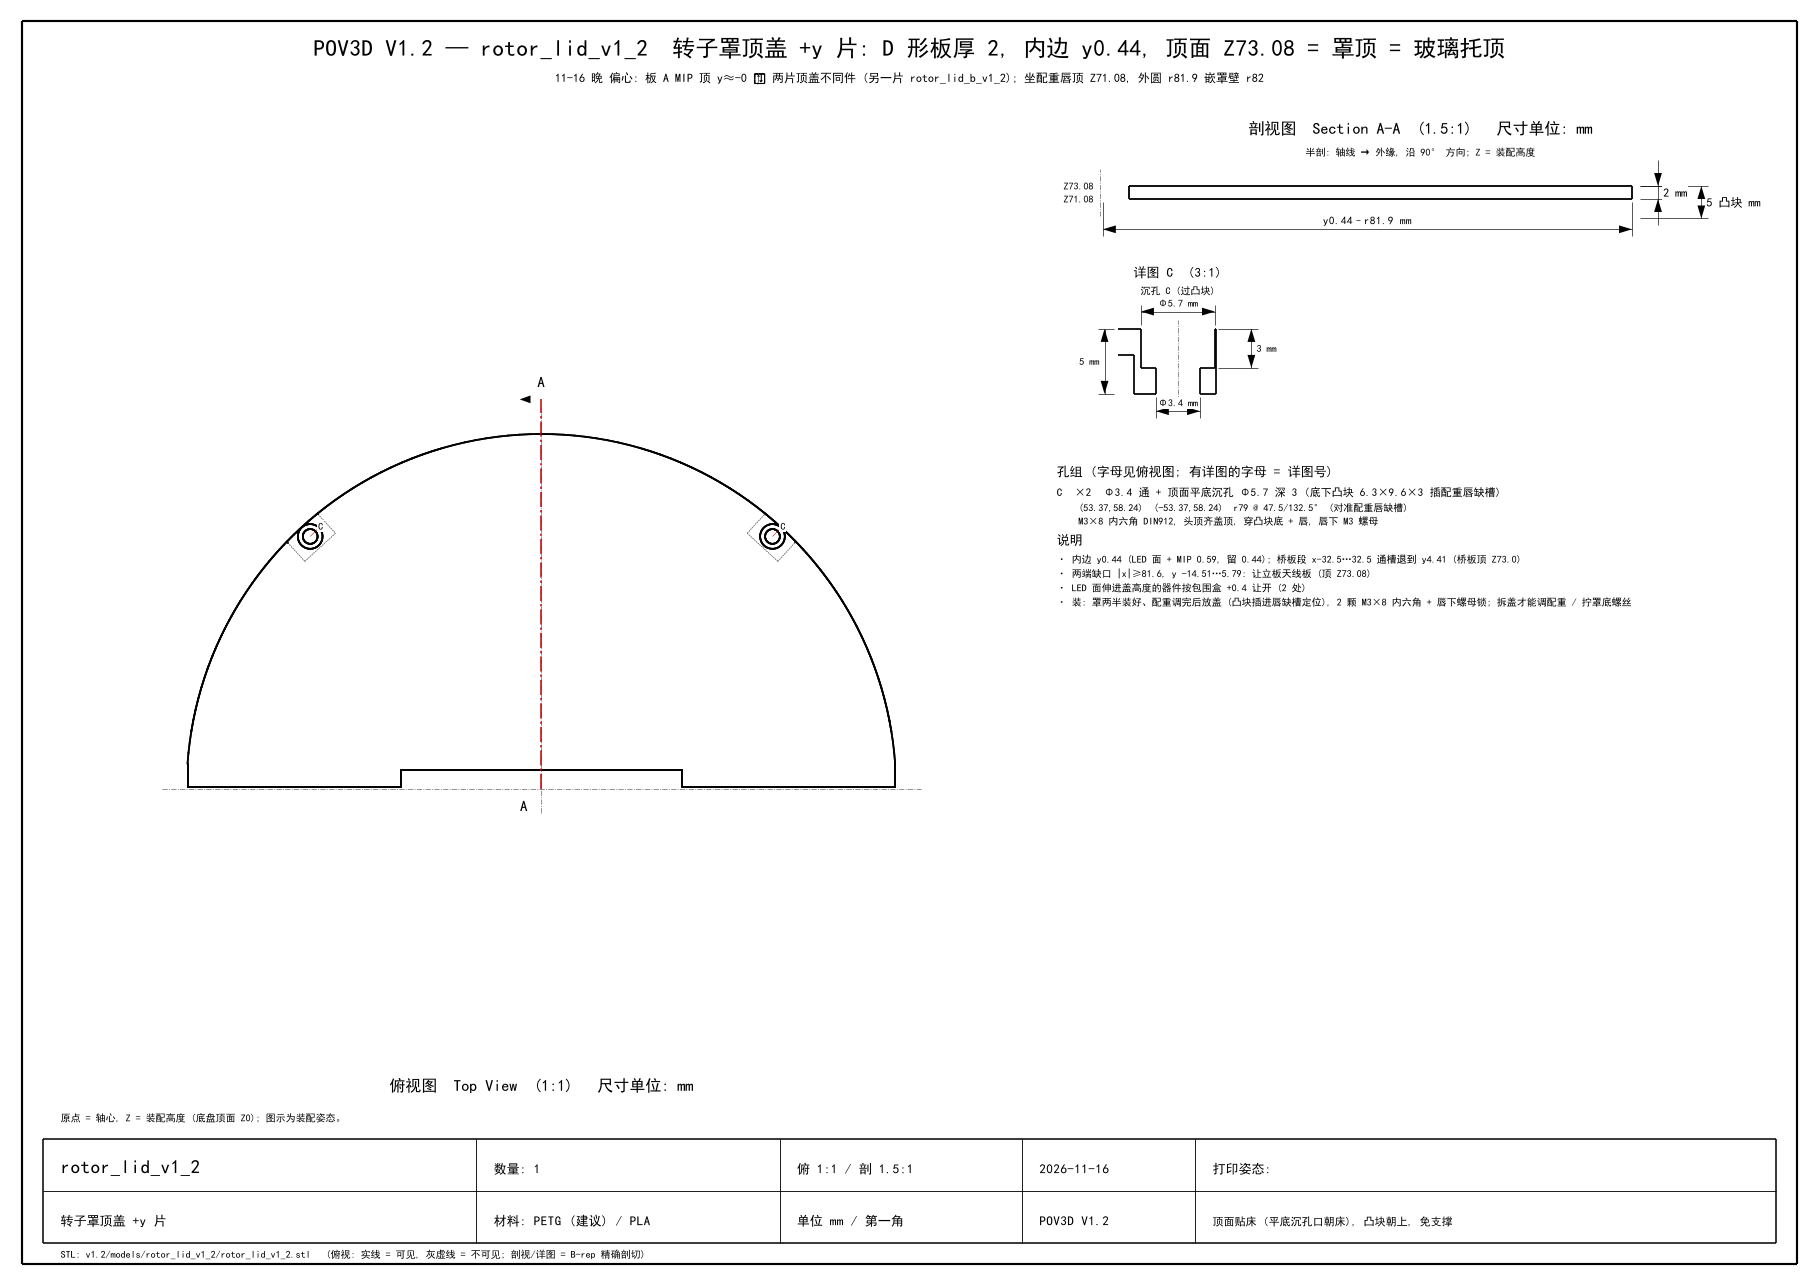 POV3D V1.2 — rotor_lid_v1_2 转子罩顶盖 +y 片: D 形板厚 2, 内边 y0.44, 顶面 Z73.08 = 罩顶 = 玻璃托顶
11-16 晚 偏心: 板 A MIP 顶 y≈-0 两片顶盖不同件 (另一片 rotor_lid_b_v1_2); 坐配重唇顶 Z71.08, 外圆 r81.9 嵌罩壁 r82
剖视图 Section A-A (1.5:1) 尺寸单位: mm
半剖: 轴线 → 外缘, 沿 90° 方向; Z = 装配高度
Z73.08
Z71.08
2 mm
5 凸块 mm
y0.44–r81.9 mm
详图 C (3:1)
沉孔 C (过凸块)
Φ5.7 mm
5 mm
3 mm
Φ3.4 mm
A
C
C
A
孔组 (字母见俯视图; 有详图的字母 = 详图号)
C ×2 Φ3.4 通 + 顶面平底沉孔 Φ5.7 深 3 (底下凸块 6.3×9.6×3 插配重唇缺槽)
(53.37,58.24) (-53.37,58.24) r79 @ 47.5/132.5° (对准配重唇缺槽)
M3×8 内六角 DIN912, 头顶齐盖顶, 穿凸块底 + 唇, 唇下 M3 螺母
说明
· 内边 y0.44 (LED 面 + MIP 0.59, 留 0.44); 桥板段 x-32.5…32.5 通槽退到 y4.41 (桥板顶 Z73.0)
· 两端缺口 |x|≥81.6, y -14.51…5.79: 让立板天线板 (顶 Z73.08)
· LED 面伸进盖高度的器件按包围盒 +0.4 让开 (2 处)
· 装: 罩两半装好、配重调完后放盖 (凸块插进唇缺槽定位), 2 颗 M3×8 内六角 + 唇下螺母锁; 拆盖才能调配重 / 拧罩底螺丝
俯视图 Top View (1:1) 尺寸单位: mm
原点 = 轴心, Z = 装配高度 (底盘顶面 Z0); 图示为装配姿态。
rotor_lid_v1_2
数量: 1
俯 1:1 / 剖 1.5:1
2026-11-16
打印姿态:
转子罩顶盖 +y 片
材料: PETG (建议) / PLA
单位 mm / 第一角
POV3D V1.2
顶面贴床 (平底沉孔口朝床), 凸块朝上, 免支撑
STL: v1.2/models/rotor_lid_v1_2/rotor_lid_v1_2.stl (俯视: 实线 = 可见, 灰虚线 = 不可见; 剖视/详图 = B-rep 精确剖切)